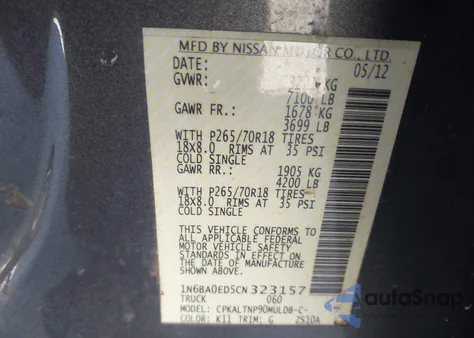 MFD BY NISSAN MOTOR CO., LTD.
DATE: 05/12
GVWR: KG
7100 LB
GAWR FR.: 1678 KG
3699 LB
WITH P265/70R18 TIRES
18X8.0 RIMS AT 35 PSI
COLD SINGLE
GAWR RR.: 1905 KG
4200 LB
WITH P265/70R18 TIRES
18X8.0 RIMS AT 35 PSI
COLD SINGLE
THIS VEHICLE CONFORMS TO
ALL APPLICABLE FEDERAL
MOTOR VEHICLE SAFETY
STANDARDS IN EFFECT ON
THE DATE OF MANUFACTURE
SHOWN ABOVE.
1N6BA0ED5CN323157
TRUCK 060
MODEL: CPKALTNP90MULDB-C-
COLOR: K11 TRIM: G 2S10A
AutoSnap